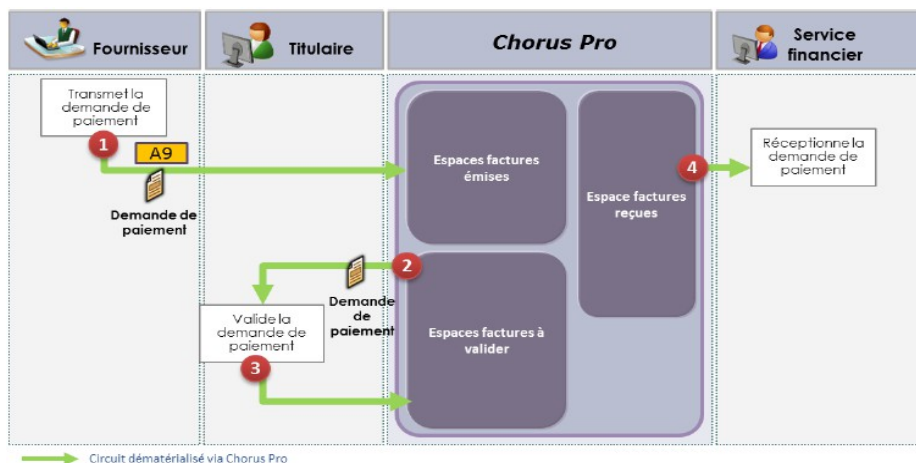 Fournisseur
Titulaire
Chorus Pro
Service
financier
Transmet la
demande de
paiement
1
A9
Demande de
paiement
Espaces factures
émises
Espace factures
reçues
4
Réceptionne la
demande de
paiement
2
Demande
de
paiement
Valide la
demande de
paiement
3
Espaces factures à
valider
Circuit dématérialisé via Chorus Pro